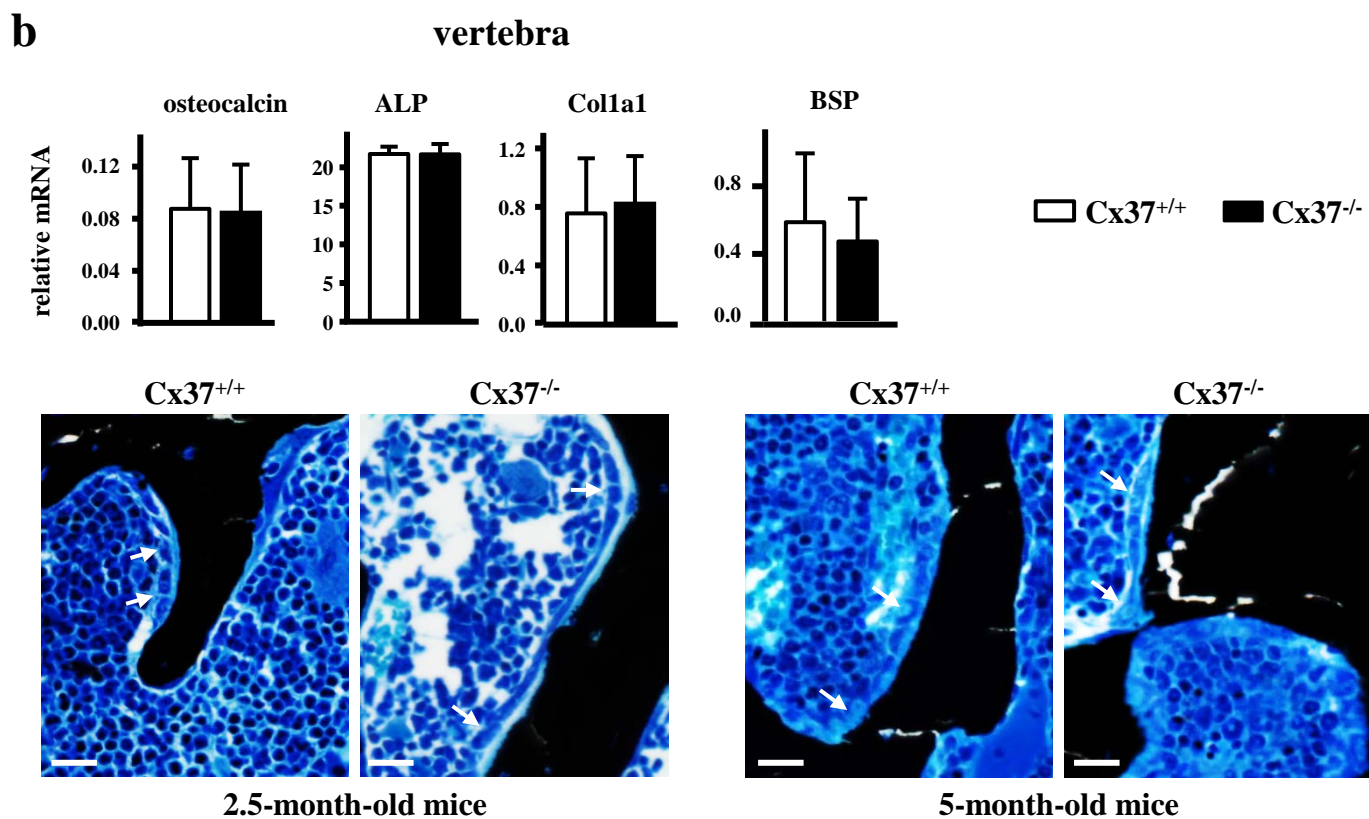 b
vertebra
osteocalcin ALP Col1a1 BSP
relative mRNA
0.12
0.08
0.04
0.00
20
15
10
5
0
1.2
0.8
0.4
0.0
0.8
0.4
0.0
Cx37+/+ Cx37-/-
Cx37+/+ Cx37-/- Cx37+/+ Cx37-/-
2.5-month-old mice 5-month-old mice